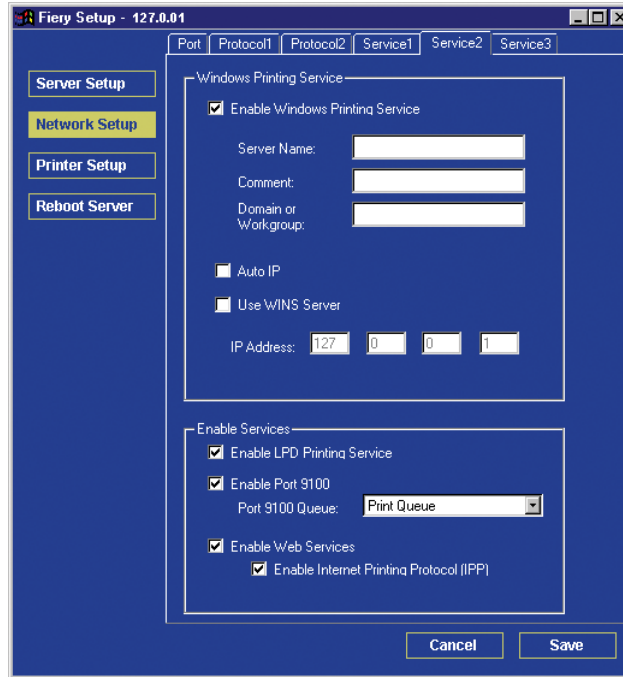 Fiery Setup - 127.0.01
Port Protocol1 Protocol2 Service1 Service2 Service3
Server Setup
Network Setup
Printer Setup
Reboot Server
Windows Printing Service
Enable Windows Printing Service
Server Name:
Comment:
Domain or
Workgroup:
Auto IP
Use WINS Server
IP Address: 127 0 0 1
Enable Services
Enable LPD Printing Service
Enable Port 9100
Port 9100 Queue: Print Queue
Enable Web Services
Enable Internet Printing Protocol (IPP)
Cancel Save